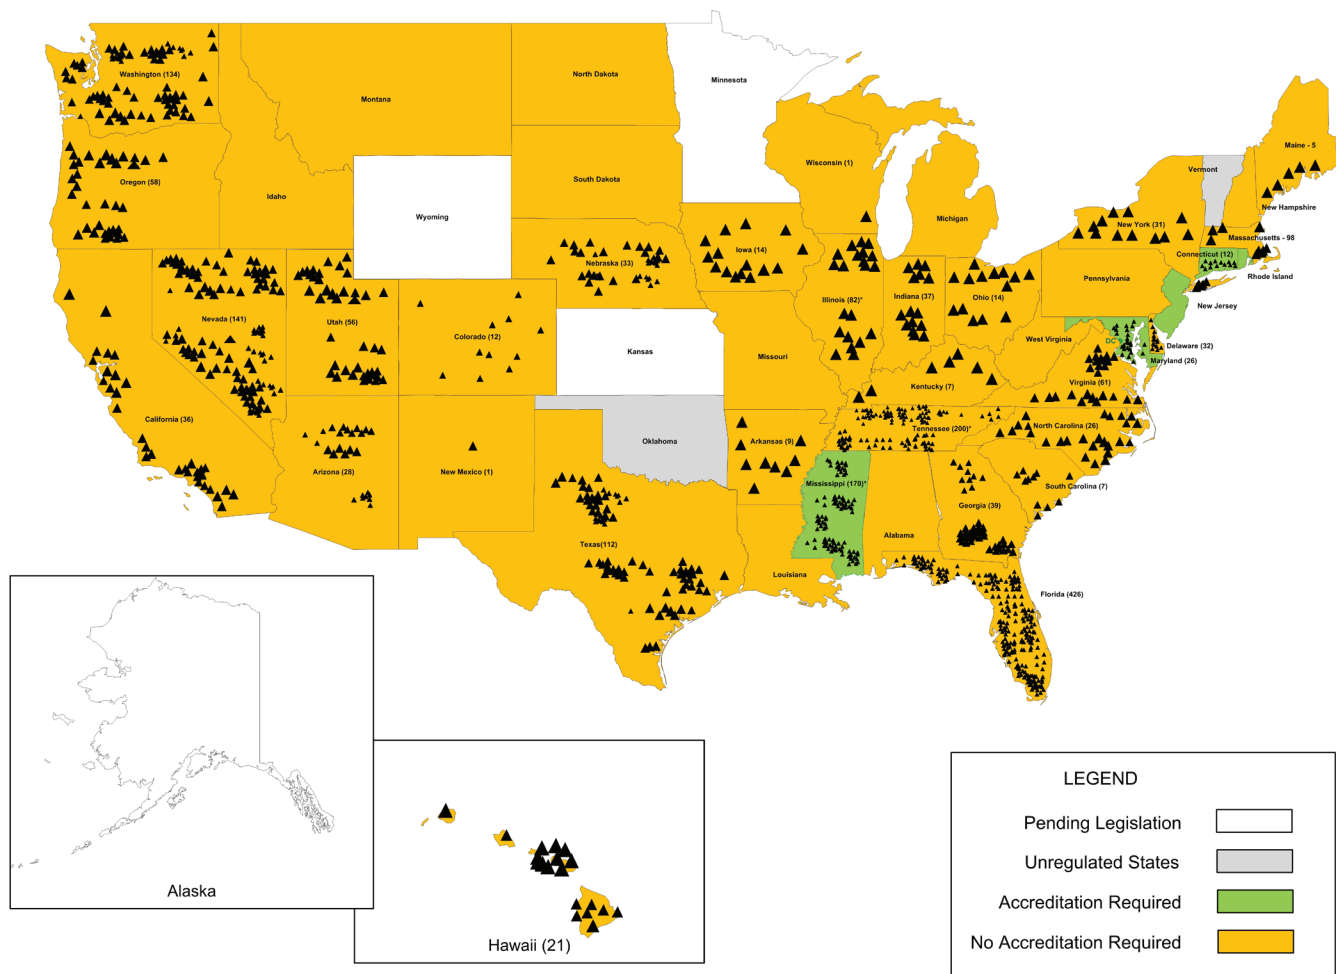 Washington (134)
Montana
North Dakota
Minnesota
Oregon (58)
Idaho
Wyoming
South Dakota
Wisconsin (1)
Michigan
Vermont
Maine - 5
New Hampshire
New York (31)
Massachusetts - 98
Connecticut (12)
Rhode Island
Nebraska (33)
Iowa (14)
Pennsylvania
New Jersey
Nevada (141)
Utah (56)
Colorado (12)
Kansas
Missouri
Illinois (82)*
Indiana (37)
Ohio (14)
West Virginia
DC
Delaware (32)
Maryland (26)
Virginia (61)
Kentucky (7)
California (36)
Arizona (28)
New Mexico (1)
Oklahoma
Arkansas (9)
Tennessee (200)*
North Carolina (26)
South Carolina (7)
Mississippi (170)*
Alabama
Georgia (39)
Texas(112)
Louisiana
Florida (426)
Alaska
Hawaii (21)
LEGEND
Pending Legislation
Unregulated States
Accreditation Required
No Accreditation Required